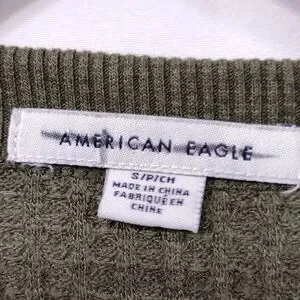 AMERICAN EAGLE
S/P/CH
MADE IN CHINA
FABRIQUÉ EN
CHINE